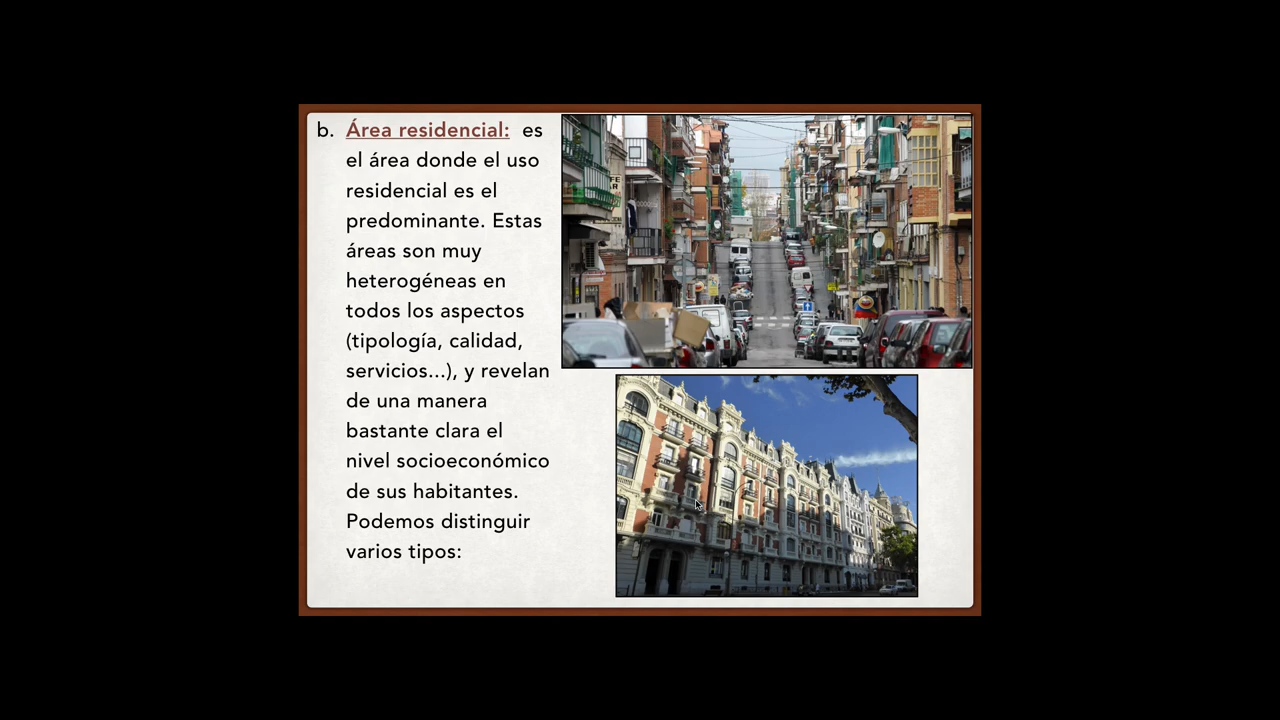 b. Área residencial: es
el área donde el uso
residencial es el
predominante. Estas
áreas son muy
heterogéneas en
todos los aspectos
(tipología, calidad,
servicios...), y revelan
de una manera
bastante clara el
nivel socioeconómico
de sus habitantes.
Podemos distinguir
varios tipos: